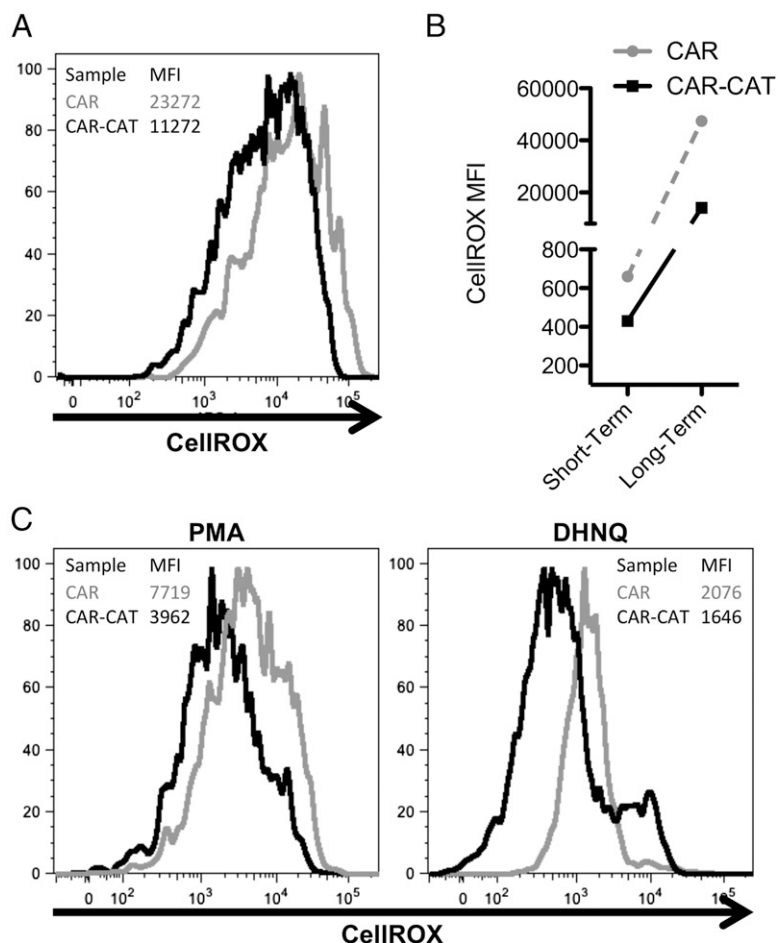 A
Sample MFI
CAR 23272
CAR-CAT 11272
100
80
60
40
20
0
0 10² 10³ 10⁴ 10⁵
CellROX
B
CAR
CAR-CAT
60000
40000
20000
800
600
400
200
CellROX MFI
Short-Term
Long-Term
C
PMA
Sample MFI
CAR 7719
CAR-CAT 3962
100
80
60
40
20
0
0 10² 10³ 10⁴ 10⁵
DHNQ
Sample MFI
CAR 2076
CAR-CAT 1646
100
80
60
40
20
0
0 10² 10³ 10⁴ 10⁵
CellROX